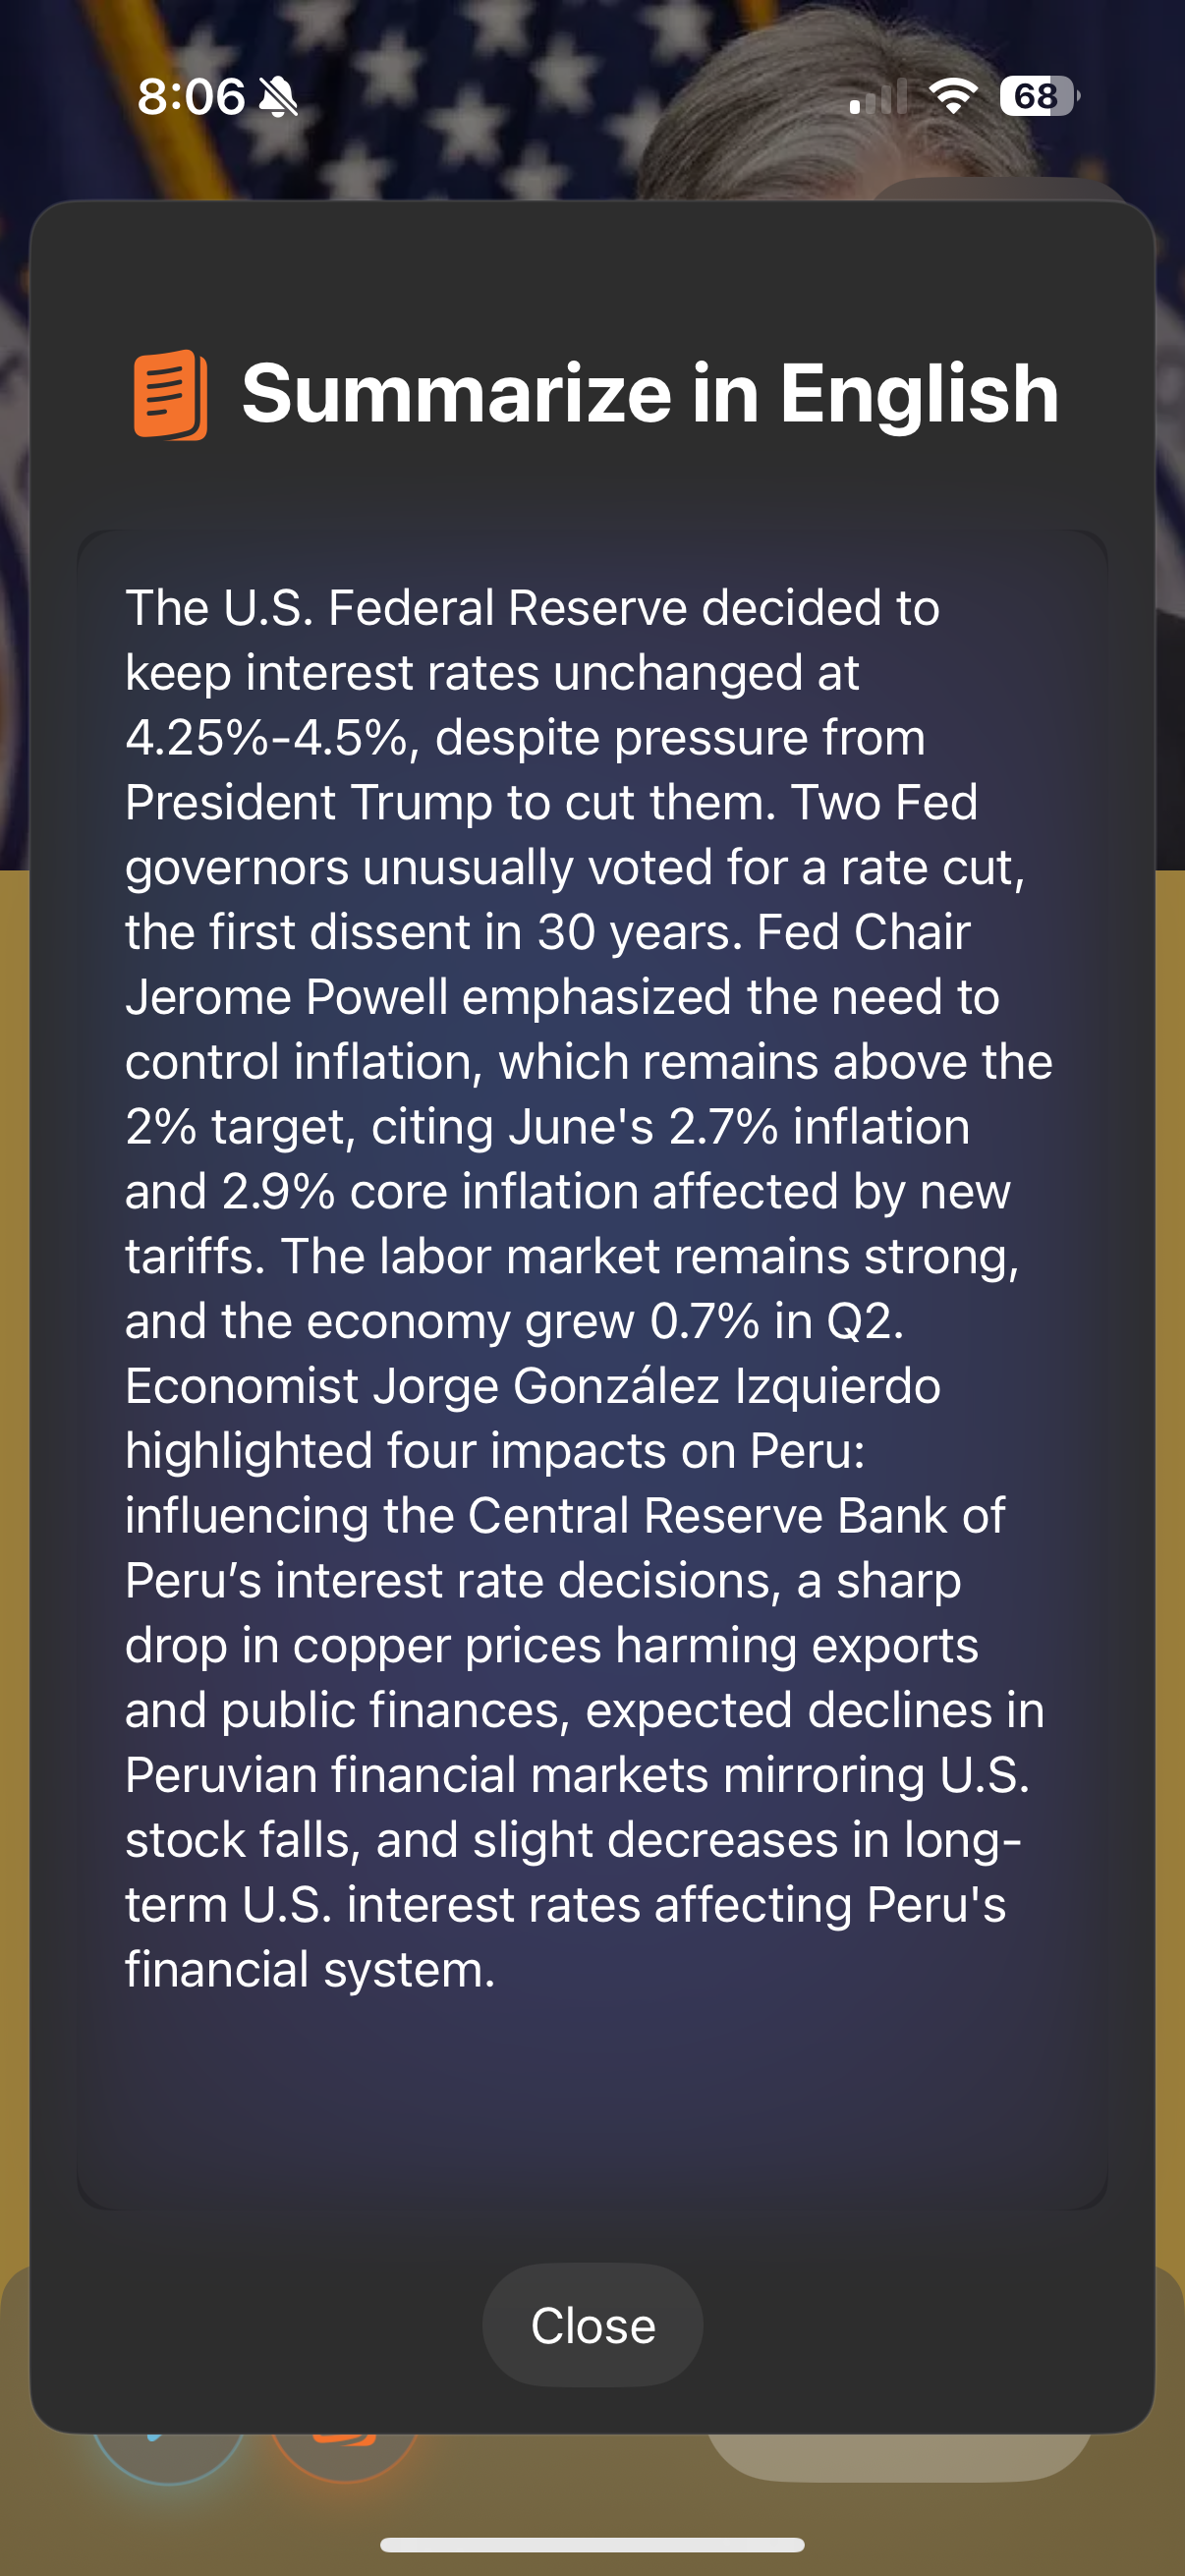 8:06
68
Summarize in English
The U.S. Federal Reserve decided to
keep interest rates unchanged at
4.25%-4.5%, despite pressure from
President Trump to cut them. Two Fed
governors unusually voted for a rate cut,
the first dissent in 30 years. Fed Chair
Jerome Powell emphasized the need to
control inflation, which remains above the
2% target, citing June's 2.7% inflation
and 2.9% core inflation affected by new
tariffs. The labor market remains strong,
and the economy grew 0.7% in Q2.
Economist Jorge González Izquierdo
highlighted four impacts on Peru:
influencing the Central Reserve Bank of
Peru’s interest rate decisions, a sharp
drop in copper prices harming exports
and public finances, expected declines in
Peruvian financial markets mirroring U.S.
stock falls, and slight decreases in long-
term U.S. interest rates affecting Peru's
financial system.
Close